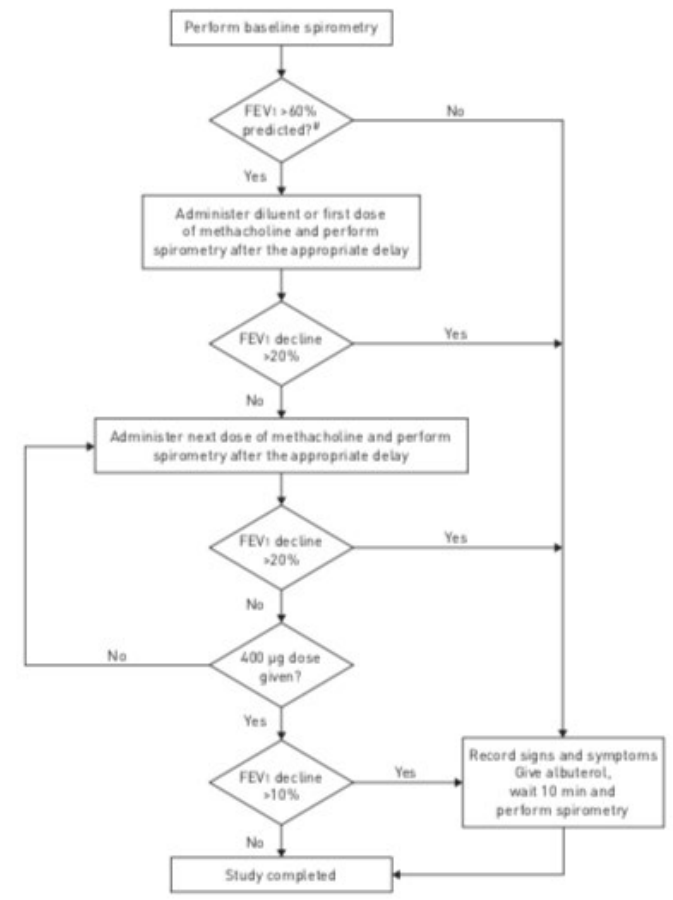 Perform baseline spirometry
FEV1 >60%
predicted?#
No
Yes
Administer diluent or first dose
of methacholine and perform
spirometry after the appropriate delay
FEV1 decline
>20%
Yes
No
Administer next dose of methacholine and perform
spirometry after the appropriate delay
FEV1 decline
>20%
Yes
No
400 µg dose
given?
No
Yes
FEV1 decline
>10%
Yes
Record signs and symptoms
Give albuterol,
wait 10 min and
perform spirometry
No
Study completed